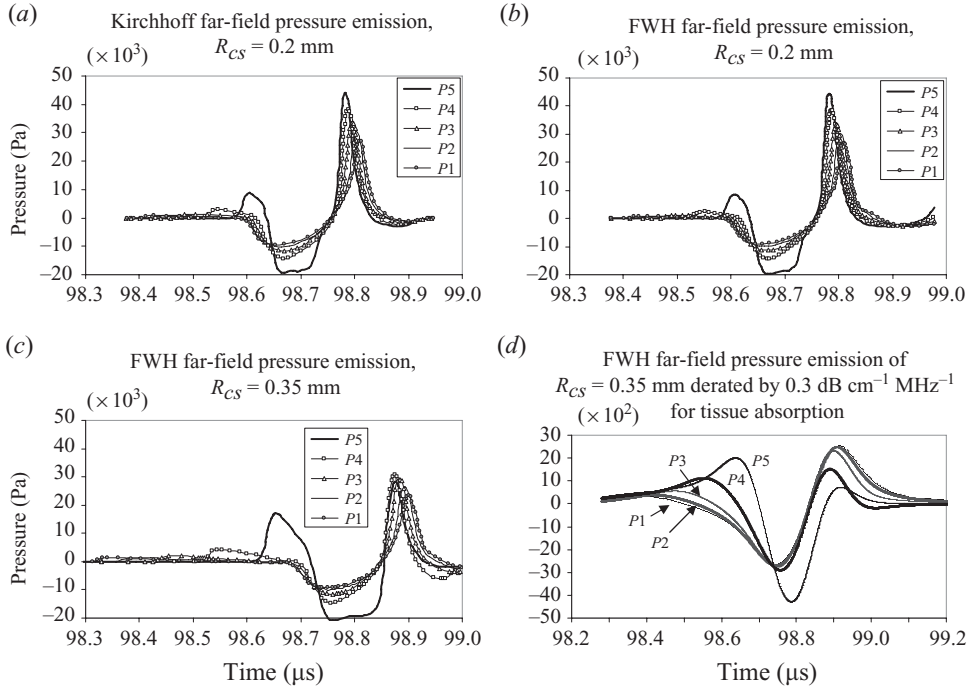 (a)
Kirchhoff far-field pressure emission,
R_CS = 0.2 mm
(× 10³)
50
40
30
20
10
0
–10
–20
Pressure (Pa)
P5
P4
P3
P2
P1
98.3 98.4 98.5 98.6 98.7 98.8 98.9 99.0
(b)
FWH far-field pressure emission,
R_CS = 0.2 mm
(× 10³)
50
40
30
20
10
0
–10
–20
P5
P4
P3
P2
P1
98.3 98.4 98.5 98.6 98.7 98.8 98.9 99.0
(c)
FWH far-field pressure emission,
R_CS = 0.35 mm
(× 10³)
50
40
30
20
10
0
–10
–20
Pressure (Pa)
P5
P4
P3
P2
P1
98.3 98.4 98.5 98.6 98.7 98.8 98.9 99.0
Time (μs)
(d)
FWH far-field pressure emission of
R_CS = 0.35 mm derated by 0.3 dB cm⁻¹ MHz⁻¹
for tissue absorption
(× 10²)
30
20
10
0
–10
–20
–30
–40
–50
P5
P3
P4
P1
P2
98.2 98.4 98.6 98.8 99.0 99.2
Time (μs)